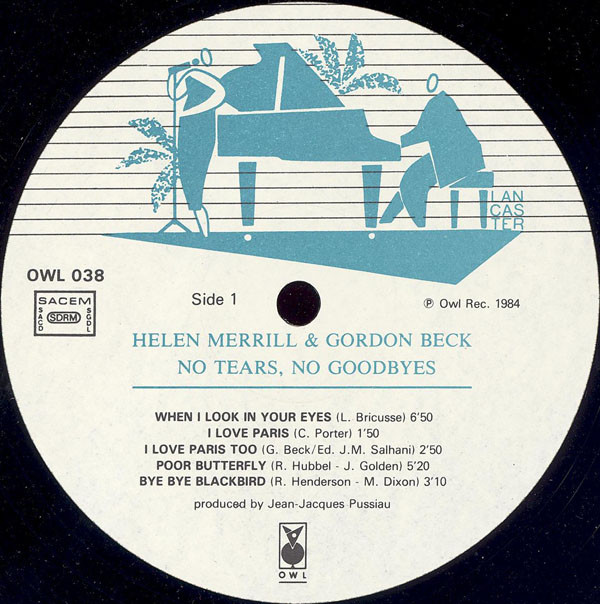 LAN
CAS
TER
OWL 038
SACEM
SACD
SDRM
SGDL
Side 1
℗ Owl Rec. 1984
HELEN MERRILL & GORDON BECK
NO TEARS, NO GOODBYES
WHEN I LOOK IN YOUR EYES (L. Bricusse) 6'50
I LOVE PARIS (C. Porter) 1'50
I LOVE PARIS TOO (G. Beck/Ed. J.M. Salhani) 2'50
POOR BUTTERFLY (R. Hubbel - J. Golden) 5'20
BYE BYE BLACKBIRD (R. Henderson - M. Dixon) 3'10
produced by Jean-Jacques Pussiau
OWL